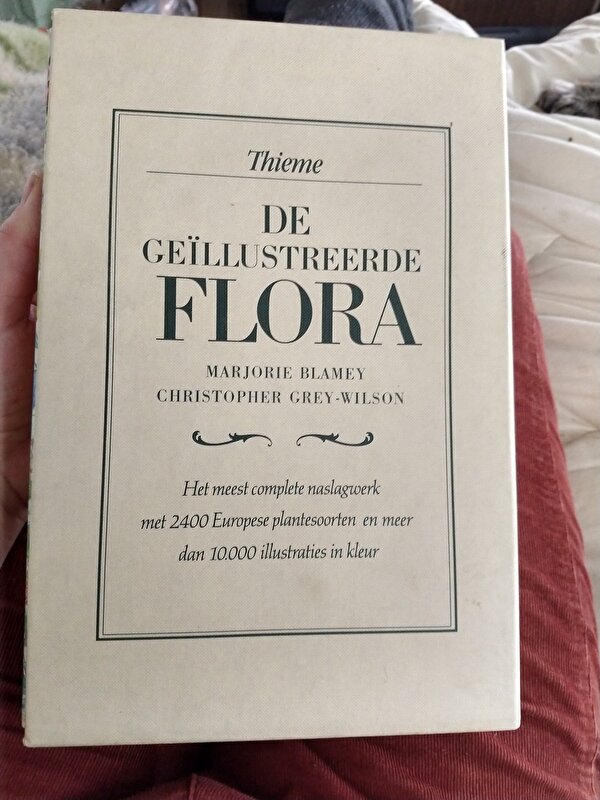 Thieme
DE
GEÏLLUSTREERDE
FLORA
MARJORIE BLAMEY
CHRISTOPHER GREY-WILSON
Het meest complete naslagwerk
met 2400 Europese plantesoorten en meer
dan 10.000 illustraties in kleur